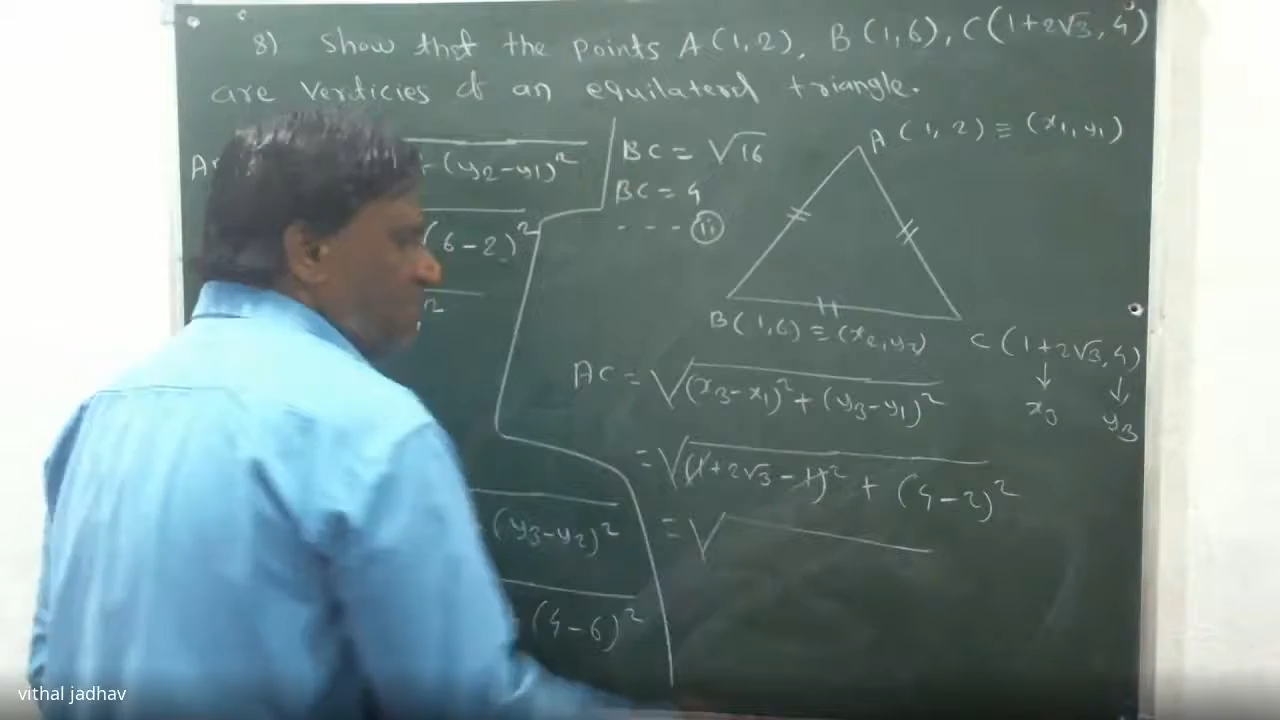 8) Show that the points A(1,2), B(1,6), C(1+2√3,4)
are verticies of an equilateral triangle.
-(y₂-y₁)²
(6-2)²
2
(y₃-y₂)²
(4-6)²
BC = √16
BC = 4
- - - - (ii)
A (1, 2) ≡ (x₁, y₁)
B(1,6) ≡ (x₂, y₂)
C (1+2√3, 4)
x₃ y₃
AC = √(x₃-x₁)² + (y₃-y₁)²
= √(1+2√3-1)² + (4-2)²
= √
vithal jadhav